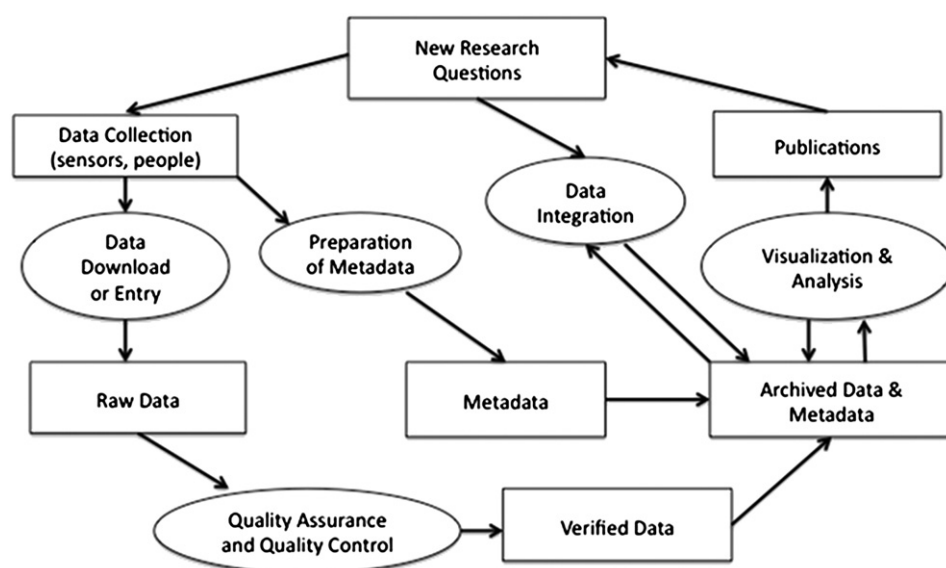 New Research
Questions
Data Collection
(sensors, people)
Publications
Data
Integration
Data
Download
or Entry
Preparation
of Metadata
Visualization &
Analysis
Raw Data
Metadata
Archived Data &
Metadata
Quality Assurance
and Quality Control
Verified Data